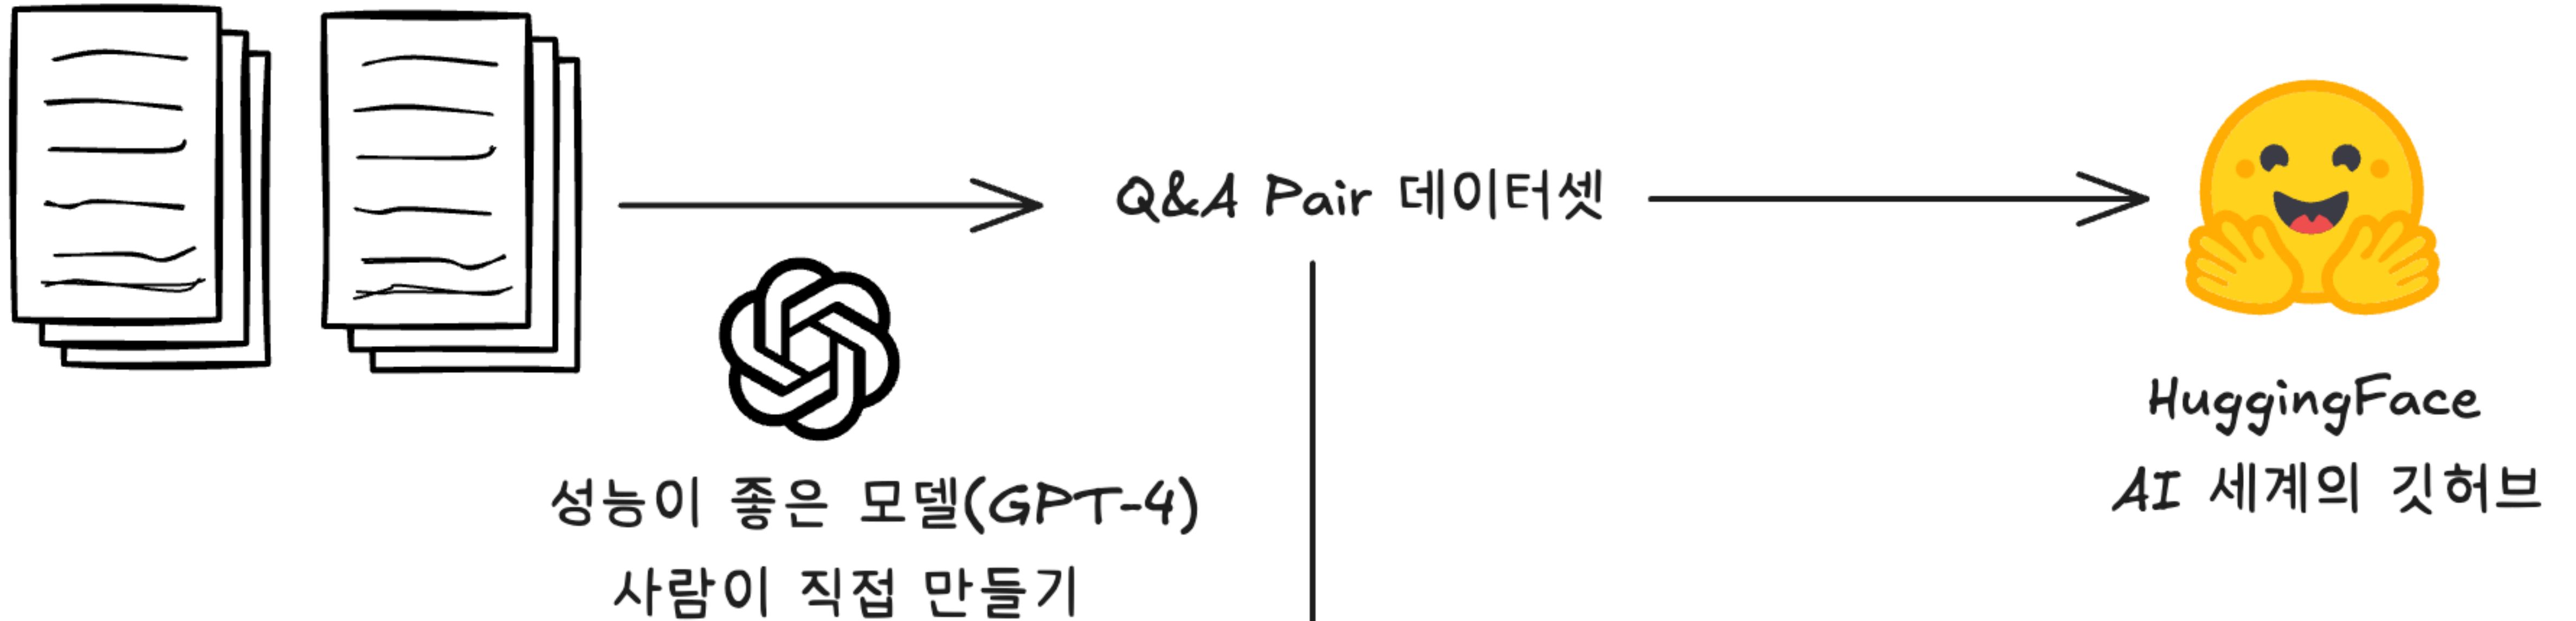 Q&A Pair 데이터셋
성능이 좋은 모델(GPT-4)
사람이 직접 만들기
HuggingFace
AI 세계의 깃허브